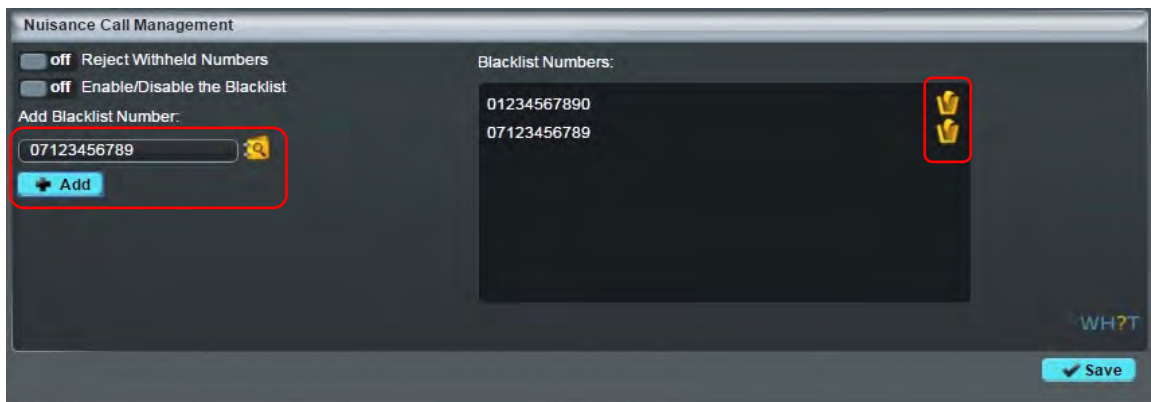 Nuisance Call Management
off Reject Withheld Numbers
off Enable/Disable the Blacklist
Add Blacklist Number:
07123456789
Add
Blacklist Numbers:
01234567890
07123456789
WH?T
Save